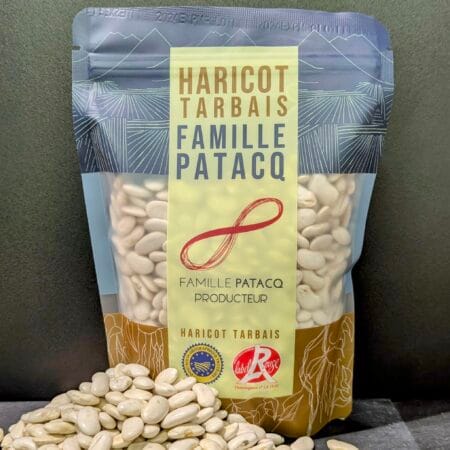 HARICOT
TARBAIS
FAMILLE
PATACQ
FAMILLE PATACQ
PRODUCTEUR
HARICOT TARBAIS
Label
Rouge